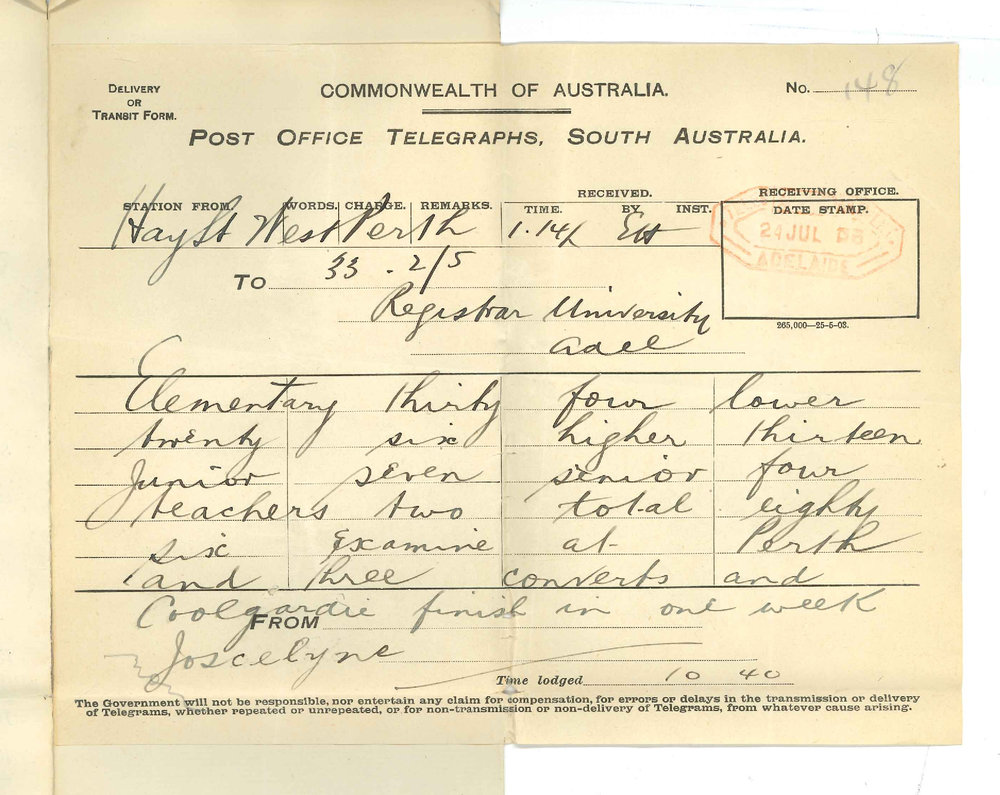 DELIVERY
OR
TRANSIT FORM.
COMMONWEALTH OF AUSTRALIA.
No. 148
POST OFFICE TELEGRAPHS, SOUTH AUSTRALIA.
STATION FROM. WORDS. CHARGE. REMARKS. RECEIVED. TIME. BY INST. RECEIVING OFFICE. DATE STAMP.
Hay St West Perth 1.14
24 JUL
ADELAIDE
33 . 2/5
TO
Registrar University
adel
265,000—25-5-03.
Elementary thirty four lower
twenty six higher thirteen
Junior seven senior four
teachers two total eighty
six Examine at Perth
and three converts and
Coolgardie finish in one week
FROM
Joscelyne
Time lodged 10 40
The Government will not be responsible, nor entertain any claim for compensation, for errors or delays in the transmission or delivery
of Telegrams, whether repeated or unrepeated, or for non-transmission or non-delivery of Telegrams, from whatever cause arising.